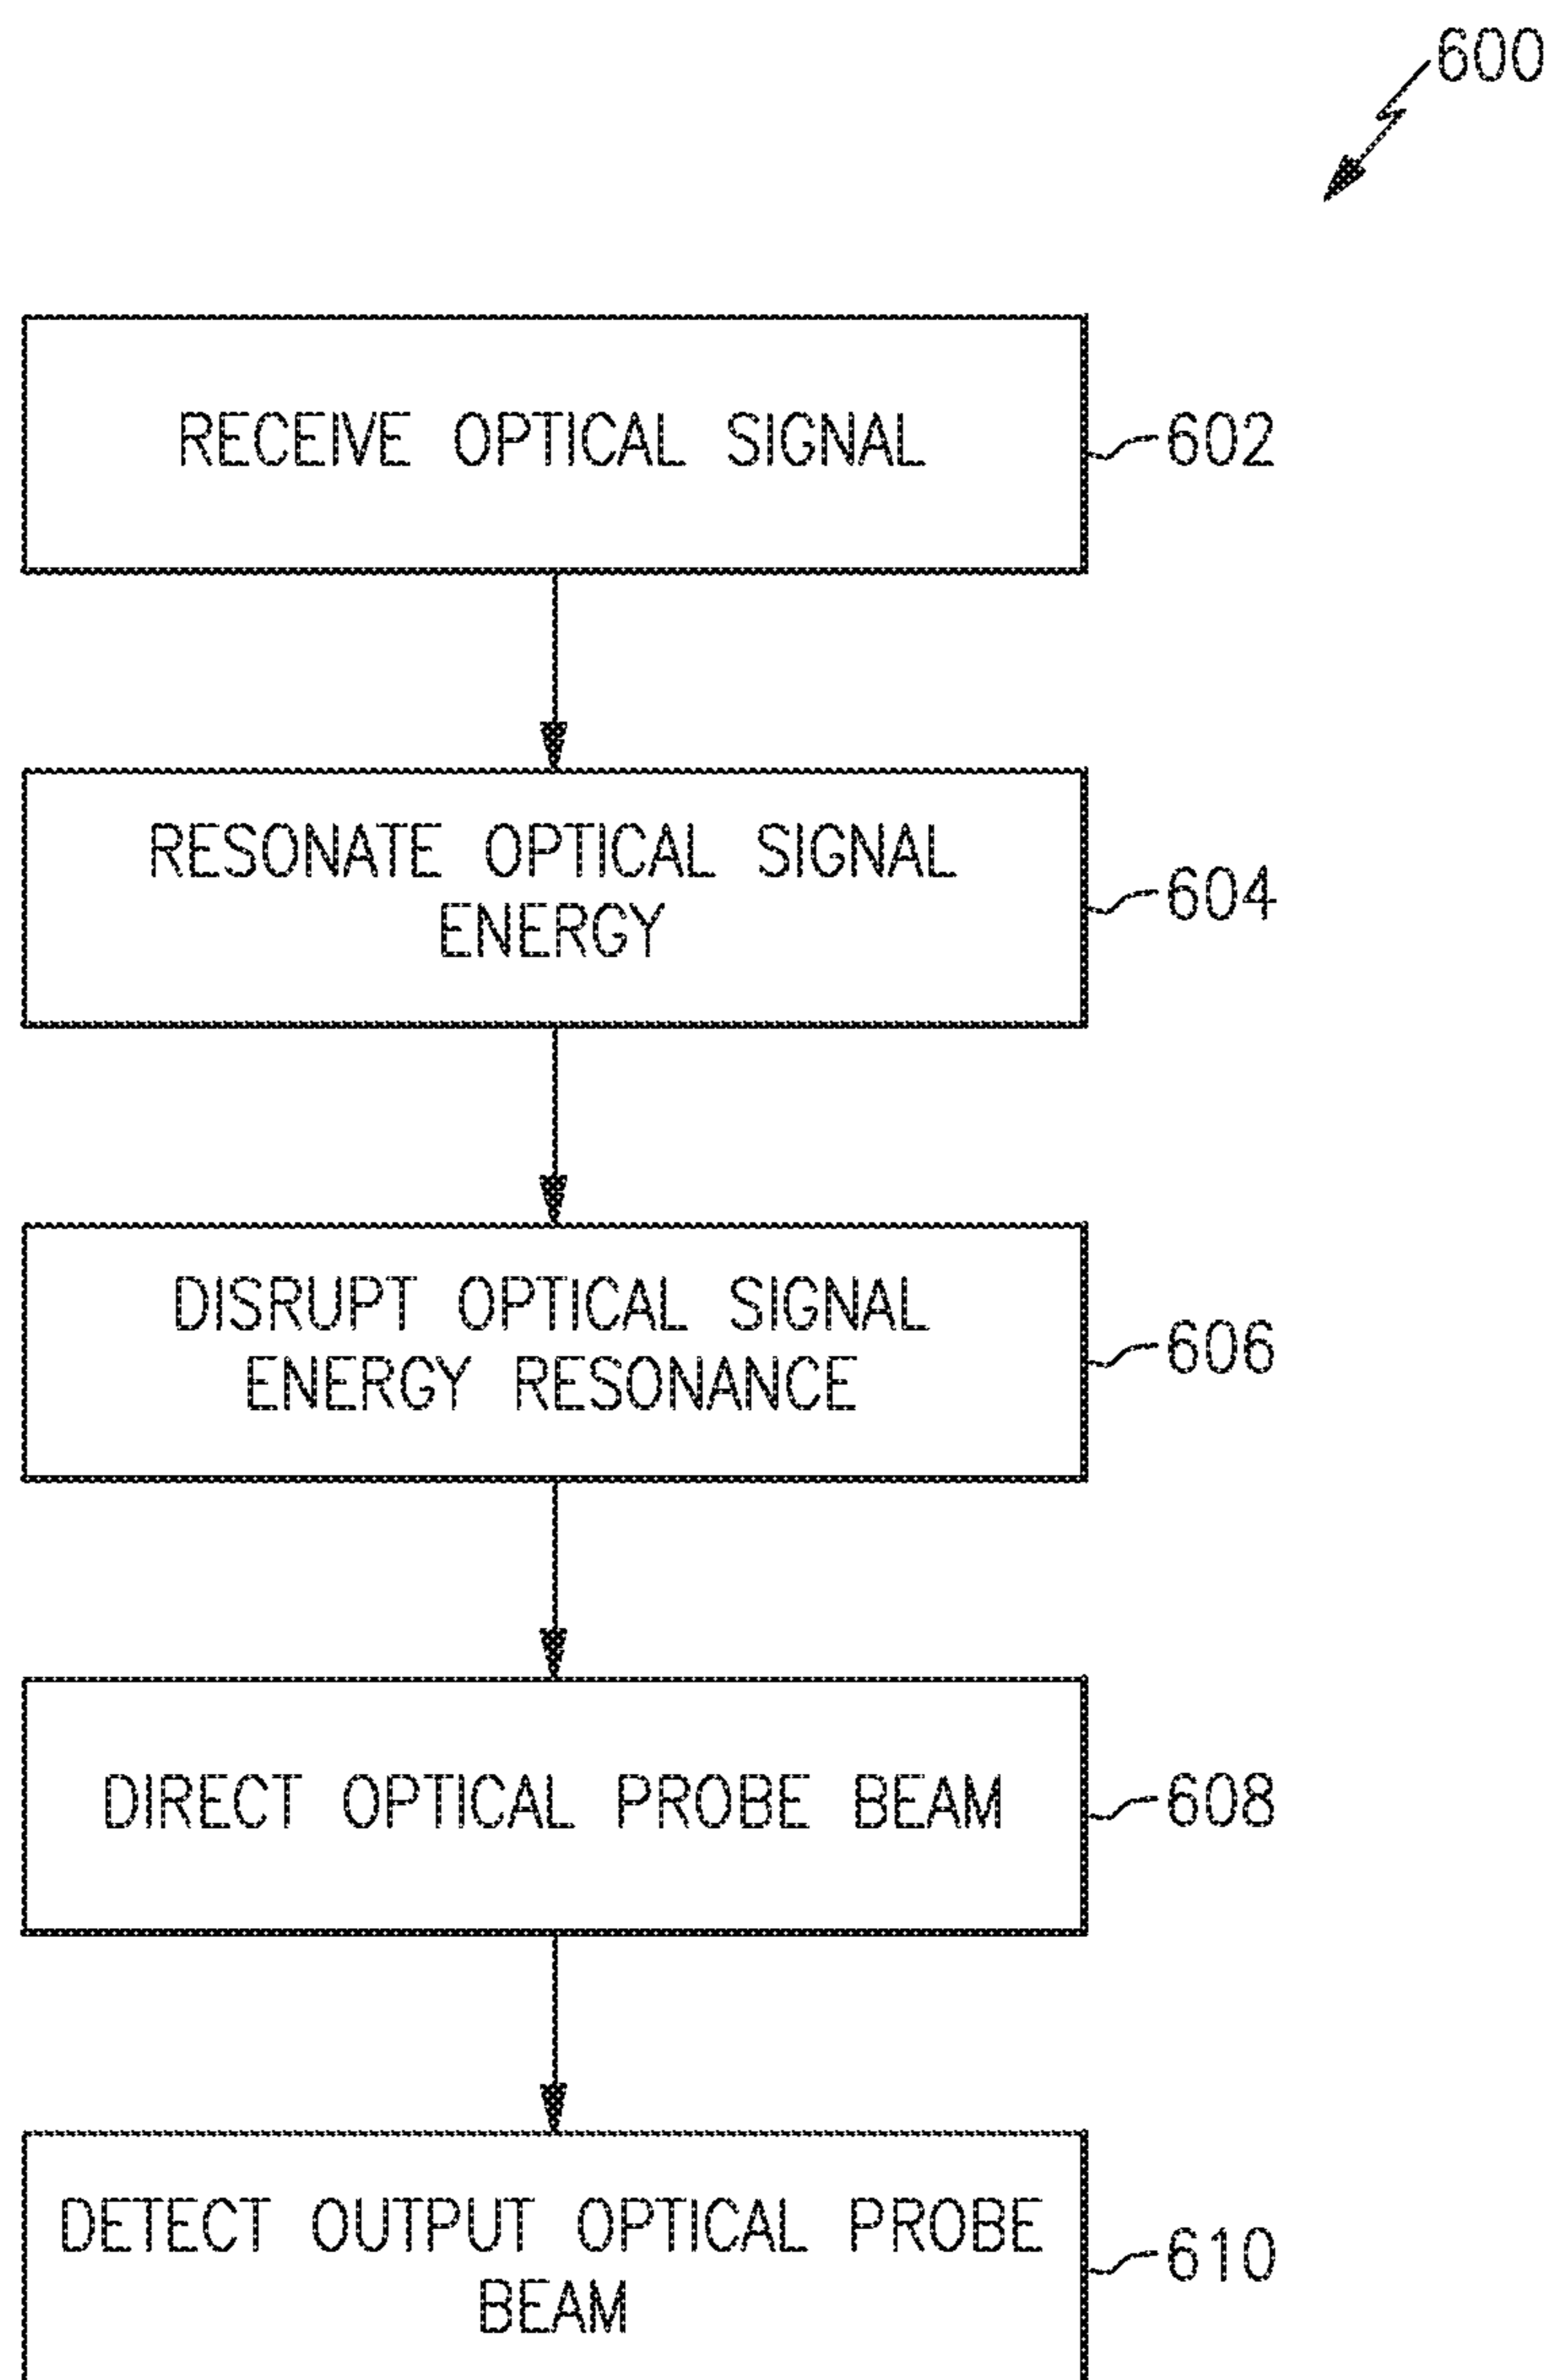 600
RECEIVE OPTICAL SIGNAL
602
RESONATE OPTICAL SIGNAL
ENERGY
604
DISRUPT OPTICAL SIGNAL
ENERGY RESONANCE
606
DIRECT OPTICAL PROBE BEAM
608
DETECT OUTPUT OPTICAL PROBE
BEAM
610